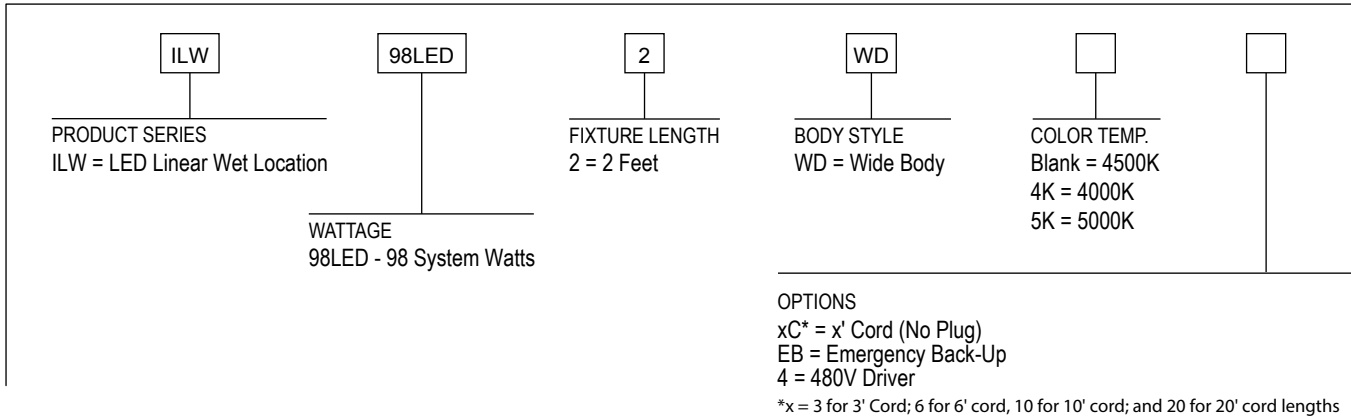 ILW
98LED
2
WD
PRODUCT SERIES
ILW = LED Linear Wet Location
WATTAGE
98LED - 98 System Watts
FIXTURE LENGTH
2 = 2 Feet
BODY STYLE
WD = Wide Body
COLOR TEMP.
Blank = 4500K
4K = 4000K
5K = 5000K
OPTIONS
xC* = x' Cord (No Plug)
EB = Emergency Back-Up
4 = 480V Driver
*x = 3 for 3' Cord; 6 for 6' cord, 10 for 10' cord; and 20 for 20' cord lengths